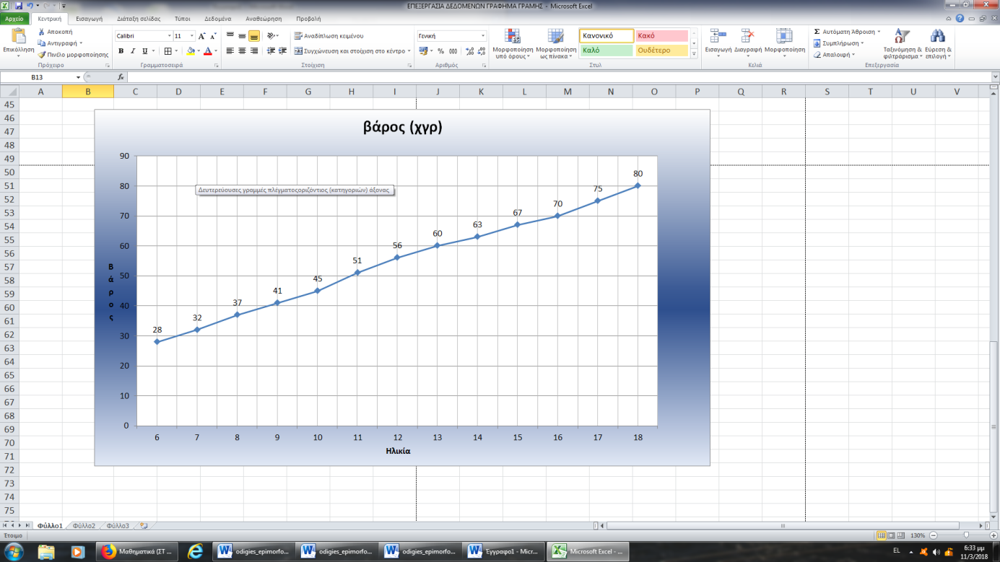 ΕΠΕΞΕΡΓΑΣΙΑ ΔΕΔΟΜΕΝΩΝ ΓΡΑΦΗΜΑ ΓΡΑΜΗΣ - Microsoft Excel
Αρχείο Κεντρική Εισαγωγή Διάταξη σελίδας Τύποι Δεδομένα Αναθεώρηση Προβολή
Επικόλληση
Αποκοπή
Αντιγραφή
Πινέλο μορφοποίησης
Πρόχειρο
Calibri 11
B I U
Γραμματοσειρά
Αναδίπλωση κειμένου
Συγχώνευση και στοίχιση στο κέντρο
Στοίχιση
Γενική
% 000
Αριθμός
Μορφοποίηση υπό όρους
Μορφοποίηση ως πίνακα
Κανονικό Κακό
Καλό Ουδέτερο
Στυλ
Εισαγωγή Διαγραφή Μορφοποίηση
Κελιά
Σ Αυτόματη Άθροιση
Συμπλήρωση
Απαλοιφή
Ταξινόμηση & φιλτράρισμα
Εύρεση & επιλογή
Επεξεργασία
B13 fx
A B C D E F G H I J K L M N O P Q R S T U V
45
46
47
48
49
50
51
52
53
54
55
56
57
58
59
60
61
62
63
64
65
66
67
68
69
70
71
72
73
74
75
βάρος (χγρ)
90
80
70
60
50
40
30
20
10
0
Βάρος
Δευτερεύουσες γραμμές πλέγματοςοριζόντιος (κατηγοριών) άξονας
28 32 37 41 45 51 56 60 63 67 70 75 80
6 7 8 9 10 11 12 13 14 15 16 17 18
Ηλικία
Φύλλο1 Φύλλο2 Φύλλο3
Έτοιμο 130%
Μαθηματικά (ΣΤ ... odigies_epimorfo... odigies_epimorfo... odigies_epimorfo... Έγγραφο1 - Micr... Microsoft Excel - ...
EL 6:33 μμ
11/3/2018